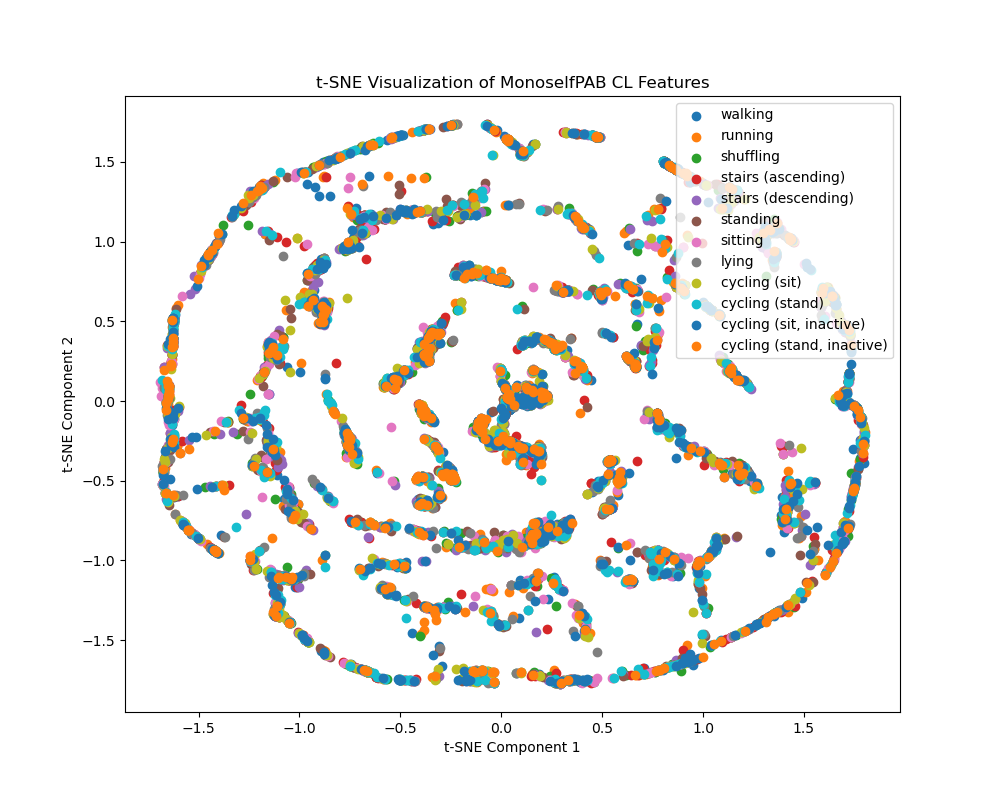 t-SNE Visualization of MonoselfPAB CL Features
walking
running
shuffling
stairs (ascending)
stairs (descending)
standing
sitting
lying
cycling (sit)
cycling (stand)
cycling (sit, inactive)
cycling (stand, inactive)
t-SNE Component 2
1.5
1.0
0.5
0.0
−0.5
−1.0
−1.5
−1.5
−1.0
−0.5
0.0
0.5
1.0
1.5
t-SNE Component 1